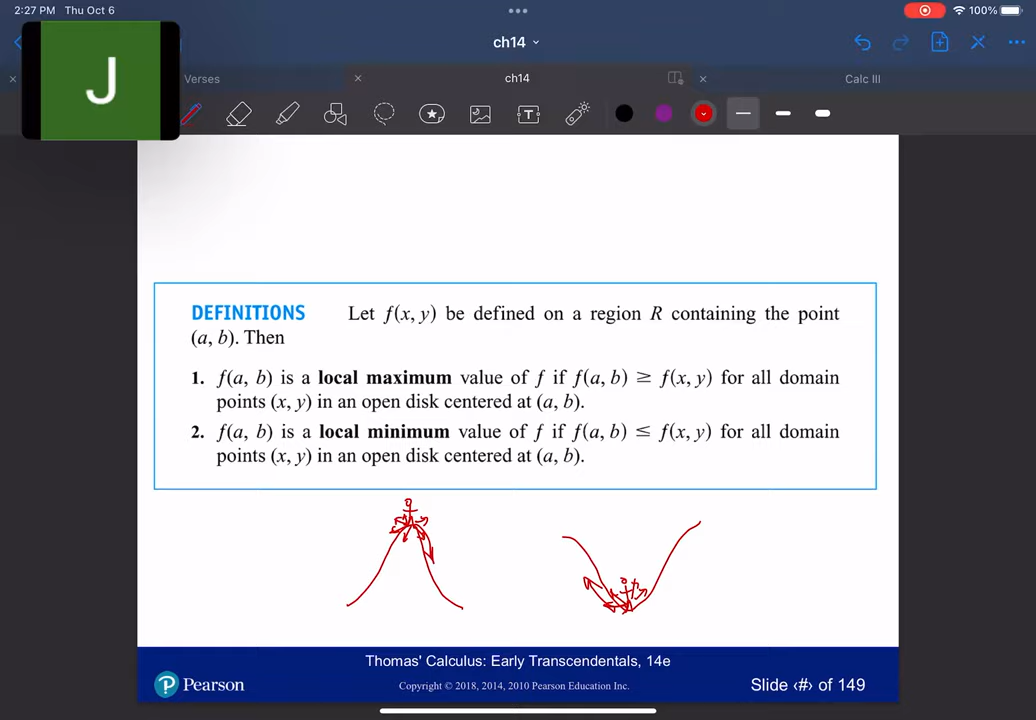 2:27 PM Thu Oct 6
100%
ch14
J
Verses
ch14
Calc III
T
DEFINITIONS Let f(x, y) be defined on a region R containing the point
(a, b). Then
1. f(a, b) is a local maximum value of f if f(a, b) ≥ f(x, y) for all domain
points (x, y) in an open disk centered at (a, b).
2. f(a, b) is a local minimum value of f if f(a, b) ≤ f(x, y) for all domain
points (x, y) in an open disk centered at (a, b).
Thomas' Calculus: Early Transcendentals, 14e
P Pearson
Copyright © 2018, 2014, 2010 Pearson Education Inc.
Slide ‹#› of 149